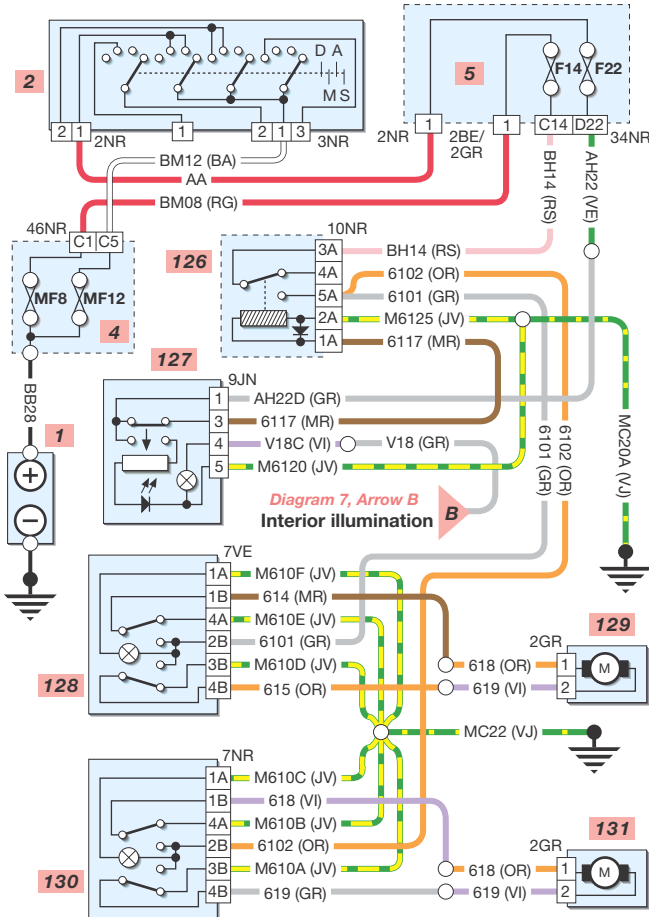 2
D A
M S
2 1 2NR
1
2 1 3 3NR
5
F14 F22
1
2NR
1
2BE/
2GR
C14 D22
34NR
BM12 (BA)
AA
BM08 (RG)
BH14 (RS)
AH22 (VE)
46NR
C1 C5
MF8 MF12
4
BB28
1
+
−
126
10NR
3A BH14 (RS)
4A 6102 (OR)
5A 6101 (GR)
2A M6125 (JV)
1A 6117 (MR)
127
9JN
1 AH22D (GR)
3 6117 (MR)
4 V18C (VI) V18 (GR)
5 M6120 (JV)
6101 (GR)
6102 (OR)
MC20A (VJ)
Diagram 7, Arrow B
Interior illumination
B
7VE
1A M610F (JV)
1B 614 (MR)
4A M610E (JV)
2B 6101 (GR)
3B M610D (JV)
4B 615 (OR)
128
129
2GR
618 (OR) 1
619 (VI) 2
M
MC22 (VJ)
7NR
1A M610C (JV)
1B 618 (VI)
4A M610B (JV)
2B 6102 (OR)
3B M610A (JV)
4B 619 (GR)
130
131
2GR
618 (OR) 1
619 (VI) 2
M